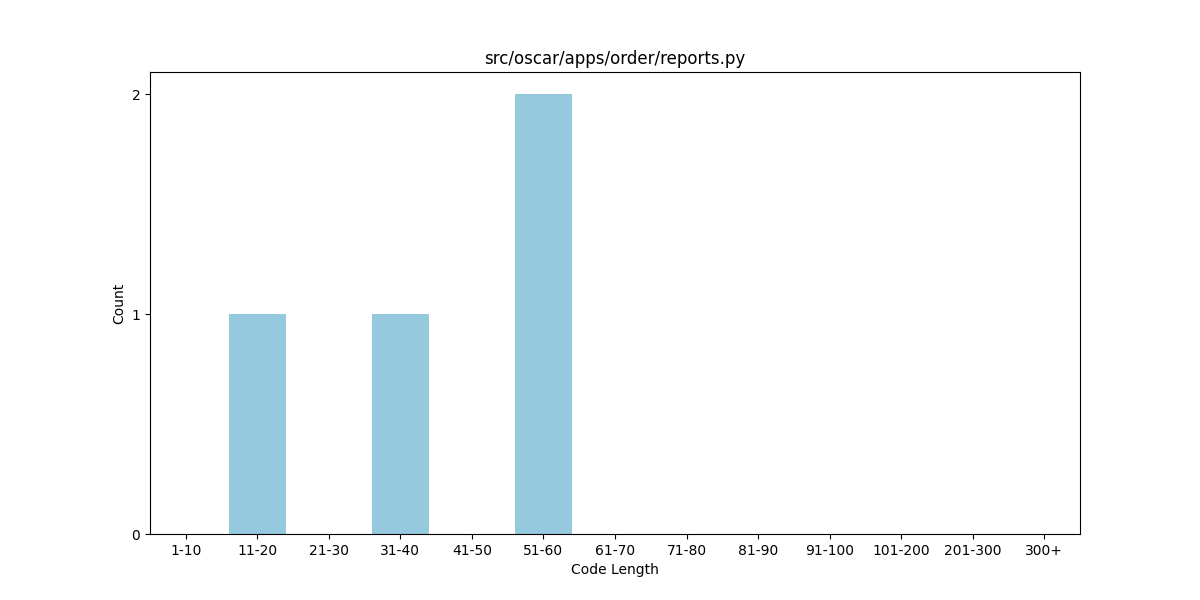 src/oscar/apps/order/reports.py
2
1
0
Count
1-10 11-20 21-30 31-40 41-50 51-60 61-70 71-80 81-90 91-100 101-200 201-300 300+
Code Length